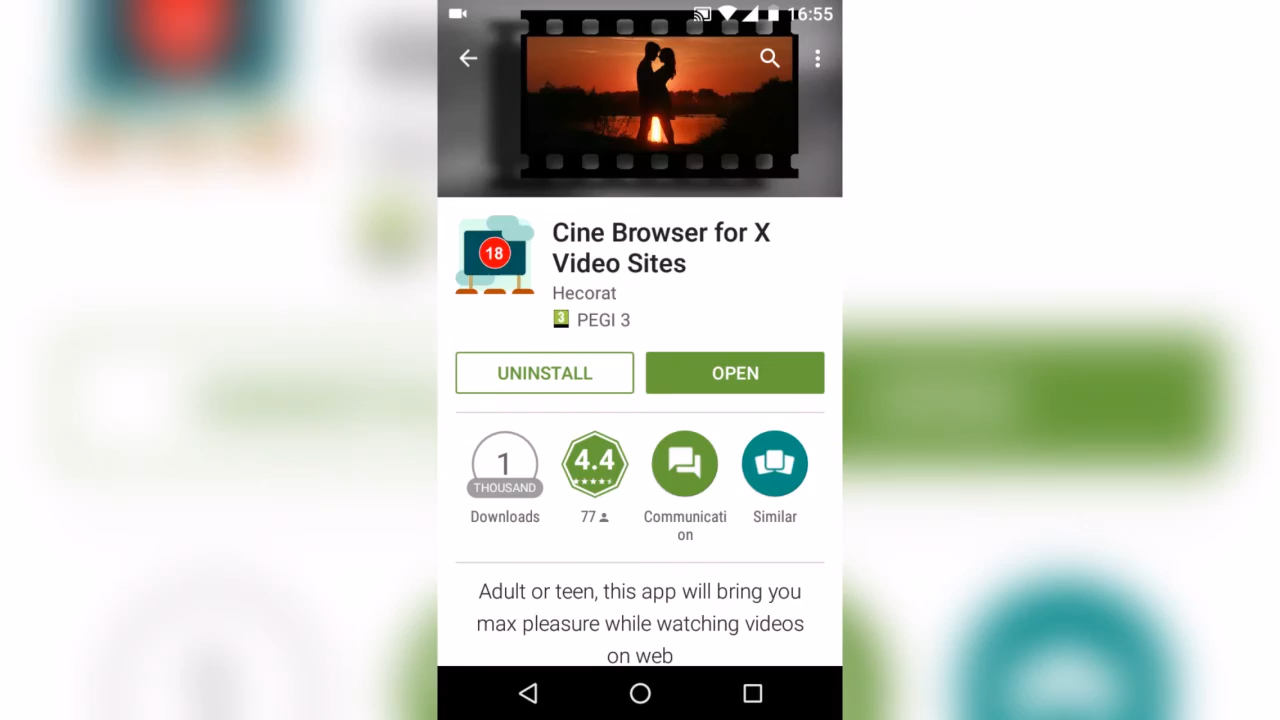 16:55
18
Cine Browser for X
Video Sites
Hecorat
3 PEGI 3
UNINSTALL
OPEN
1
THOUSAND
Downloads
4.4
77
Communicati
on
Similar
Adult or teen, this app will bring you
max pleasure while watching videos
on web